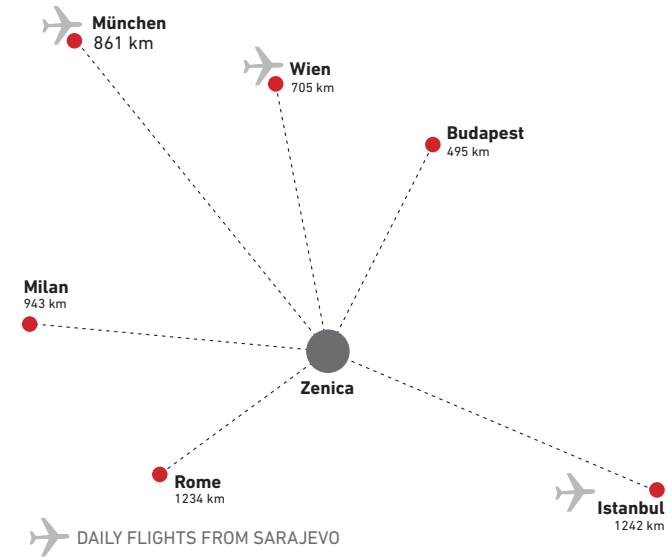 München
861 km
Wien
705 km
Budapest
495 km
Milan
943 km
Zenica
Rome
1234 km
Istanbul
1242 km
DAILY FLIGHTS FROM SARAJEVO